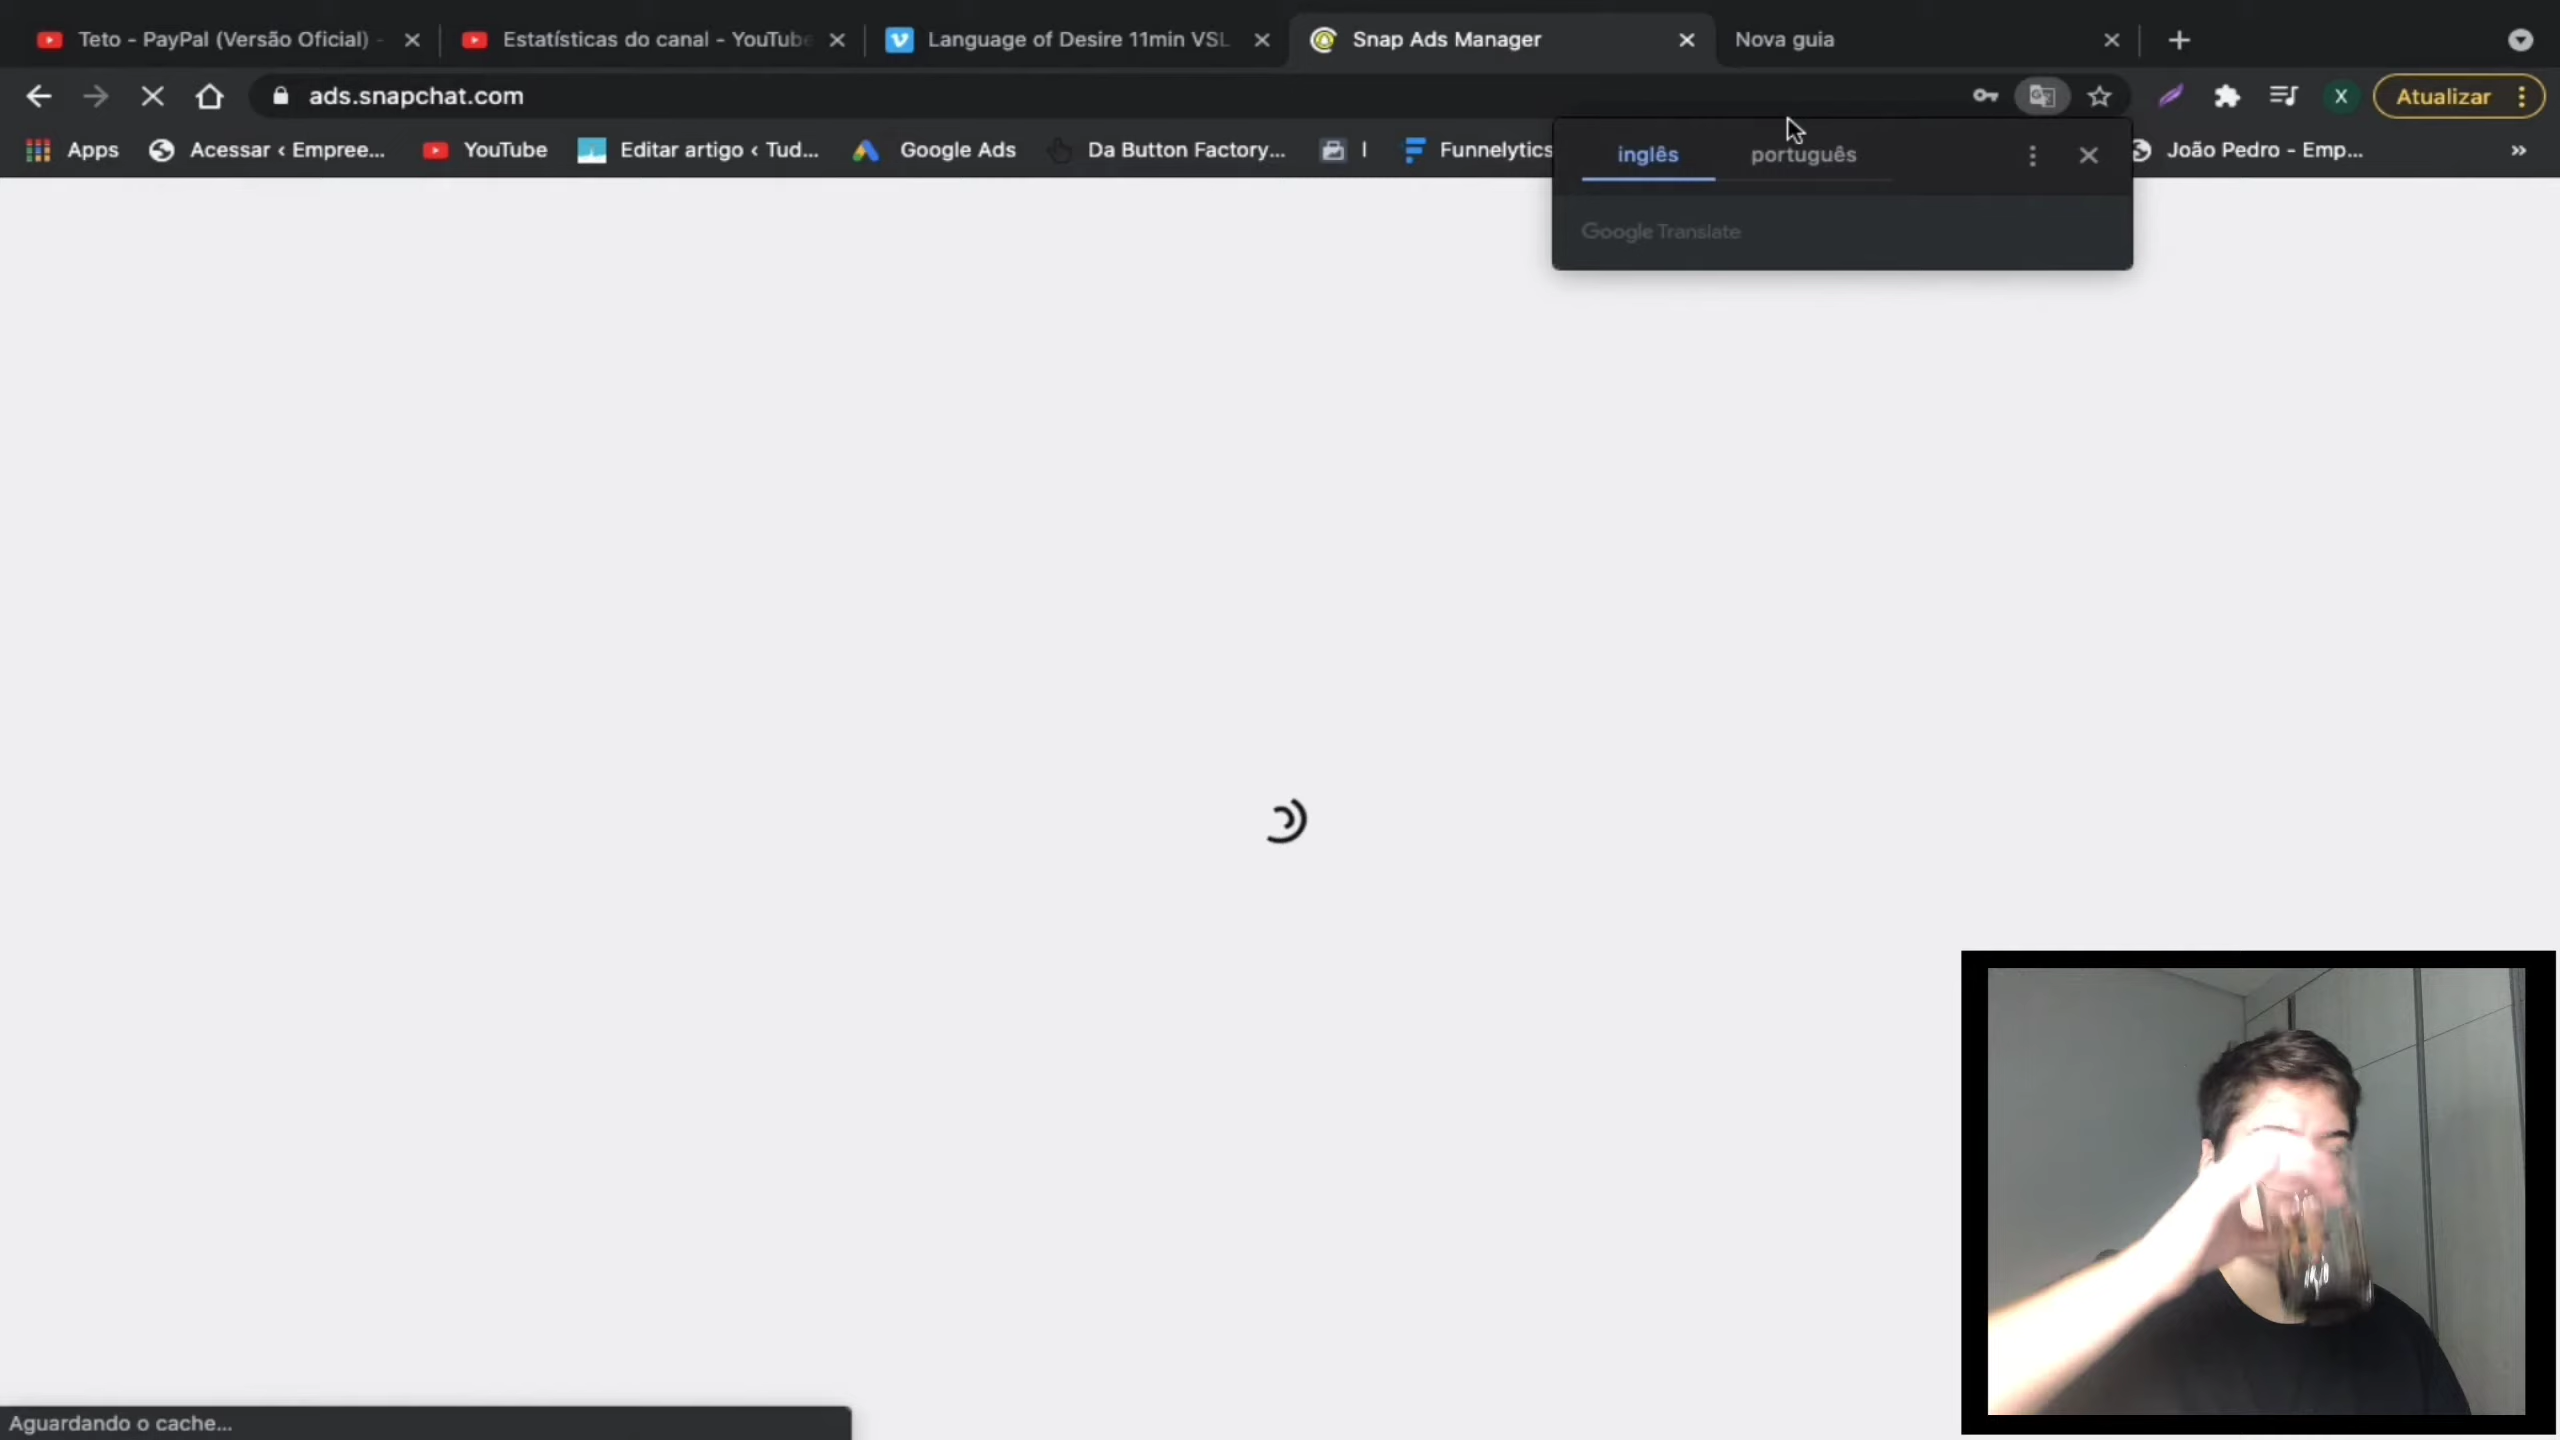 Teto - PayPal (Versão Oficial) -
Estatísticas do canal - YouTube
Language of Desire 11min VSL
Snap Ads Manager
Nova guia
ads.snapchat.com
X
Atualizar
Apps
Acessar ‹ Empree...
YouTube
Editar artigo ‹ Tud...
Google Ads
Da Button Factory...
I
Funnelytics
João Pedro - Emp...
»
inglês
português
Google Translate
Aguardando o cache...